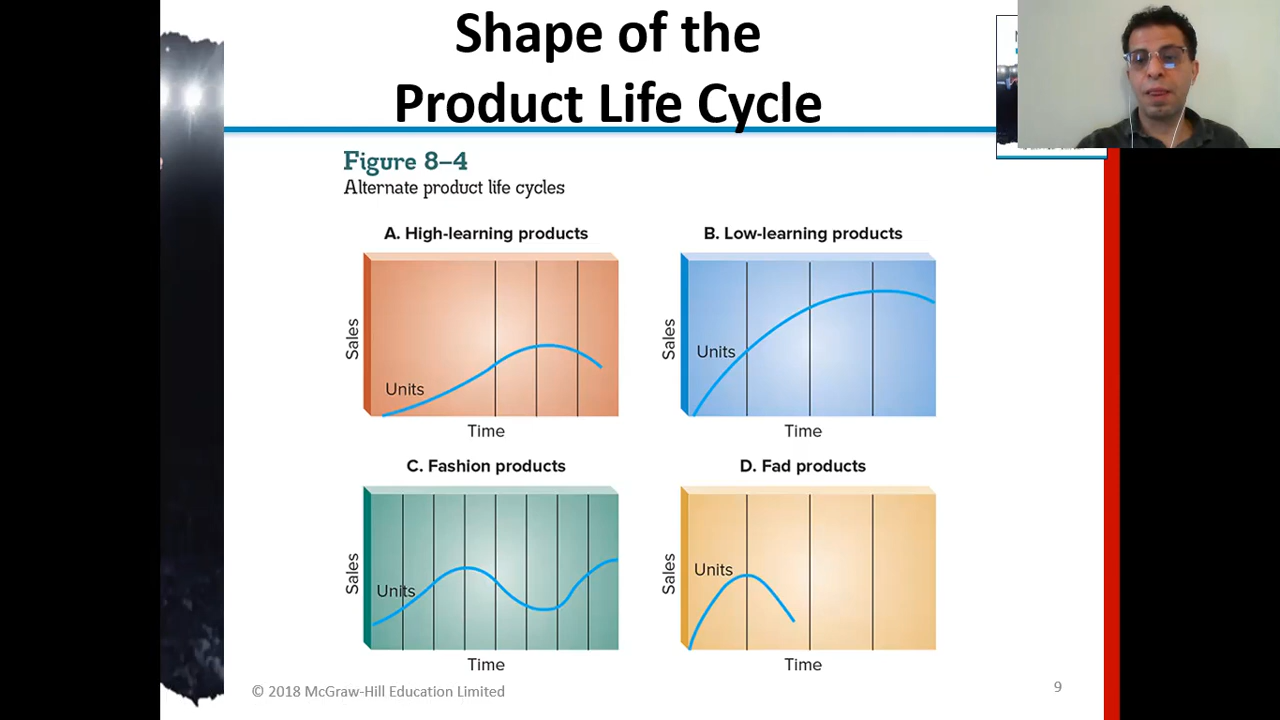 Shape of the
Product Life Cycle
Figure 8–4
Alternate product life cycles
A. High-learning products
Sales
Units
Time
B. Low-learning products
Sales
Units
Time
C. Fashion products
Sales
Units
Time
D. Fad products
Sales
Units
Time
© 2018 McGraw-Hill Education Limited
9